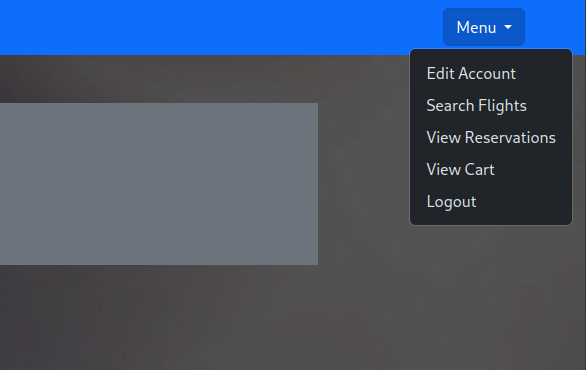 Menu
Edit Account
Search Flights
View Reservations
View Cart
Logout